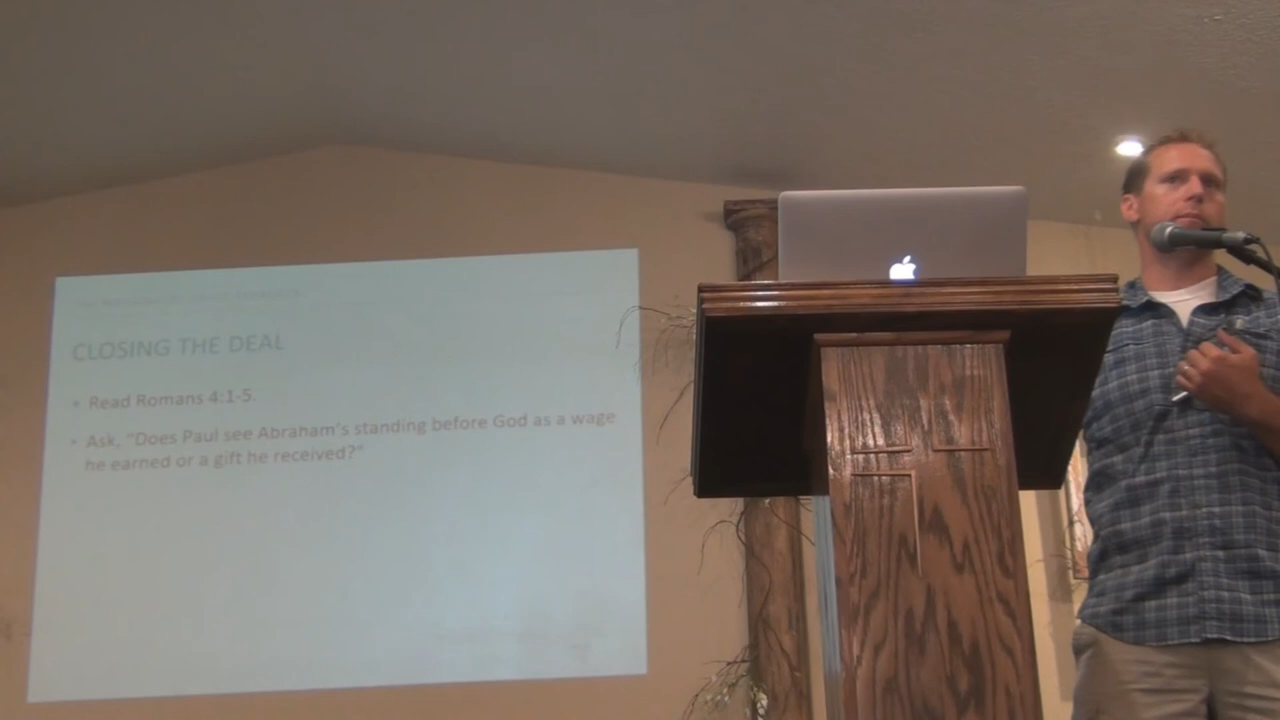 CLOSING THE DEAL
• Read Romans 4:1-5.
• Ask, "Does Paul see Abraham's standing before God as a wage
he earned or a gift he received?"